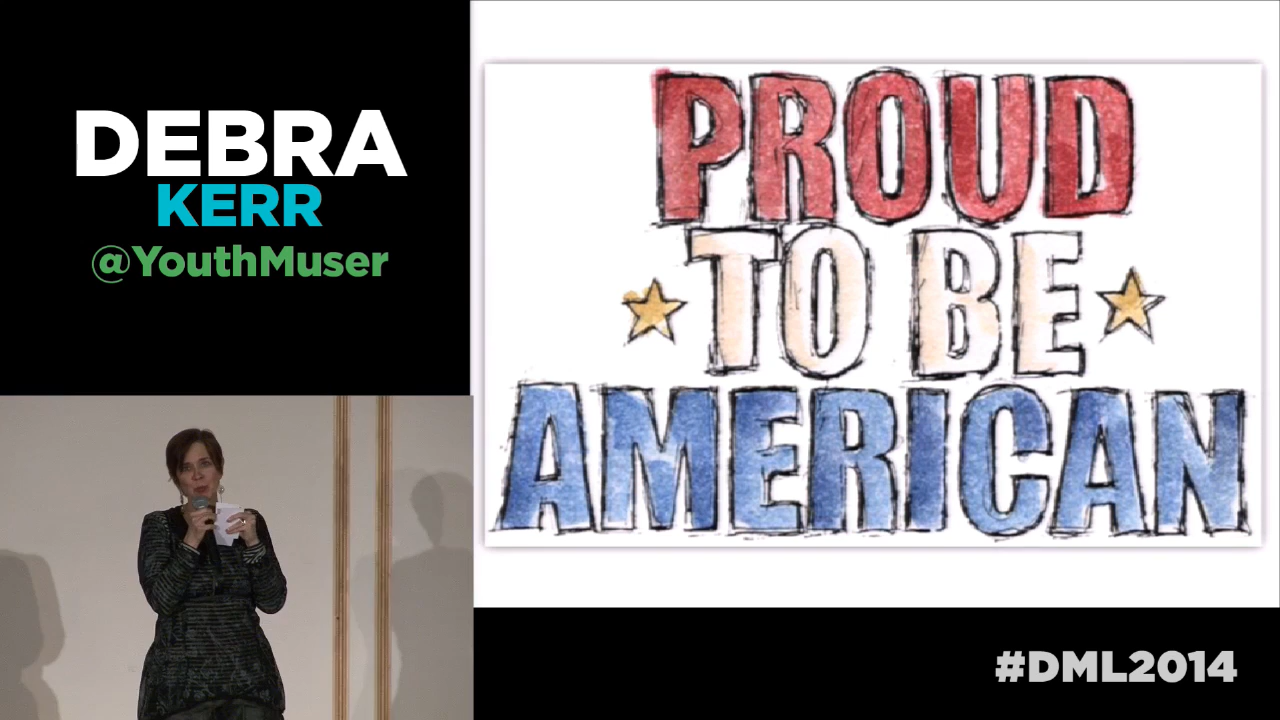 DEBRA
KERR
@YouthMuser
PROUD
TO BE
AMERICAN
#DML2014